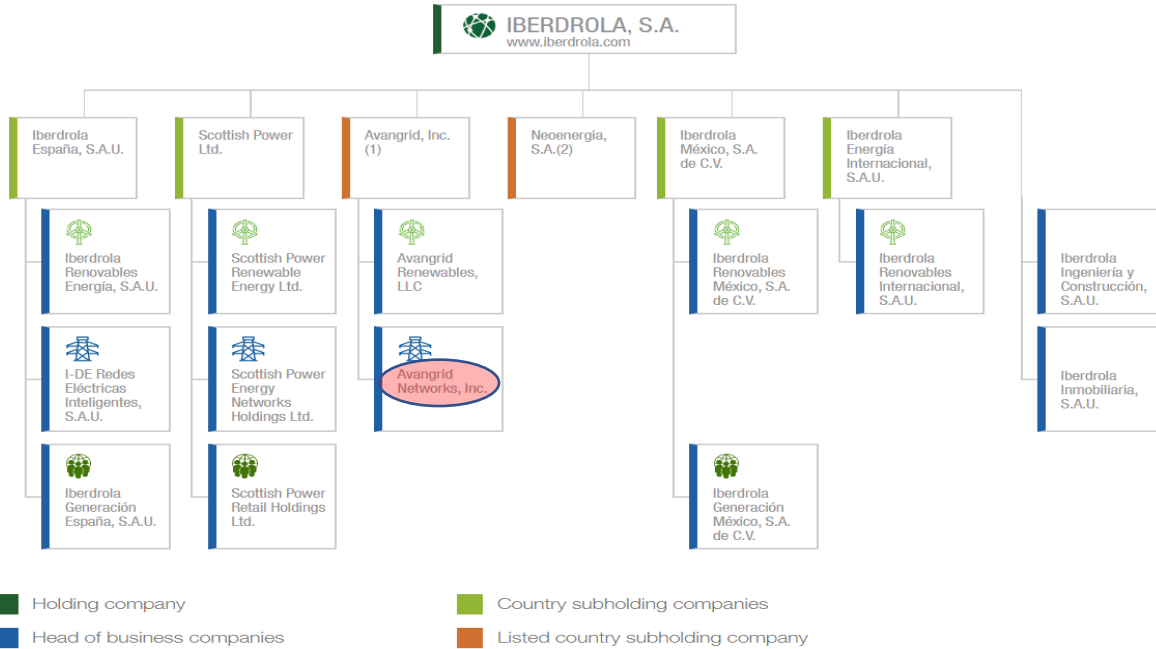 IBERDROLA, S.A.
www.iberdrola.com
Iberdrola
España, S.A.U.
Scottish Power
Ltd.
Avangrid, Inc.
(1)
Neoenergia,
S.A.(2)
Iberdrola
México, S.A.
de C.V.
Iberdrola
Energía
Internacional,
S.A.U.
Iberdrola
Renovables
Energía, S.A.U.
Scottish Power
Renewable
Energy Ltd.
Avangrid
Renewables,
LLC
Iberdrola
Renovables
México, S.A.
de C.V.
Iberdrola
Renovables
Internacional,
S.A.U.
Iberdrola
Ingeniería y
Construcción,
S.A.U.
I-DE Redes
Eléctricas
Inteligentes,
S.A.U.
Scottish Power
Energy
Networks
Holdings Ltd.
Avangrid
Networks, Inc.
Iberdrola
Inmobiliaria,
S.A.U.
Iberdrola
Generación
España, S.A.U.
Scottish Power
Retail Holdings
Ltd.
Iberdrola
Generación
México, S.A.
de C.V.
Holding company
Country subholding companies
Head of business companies
Listed country subholding company